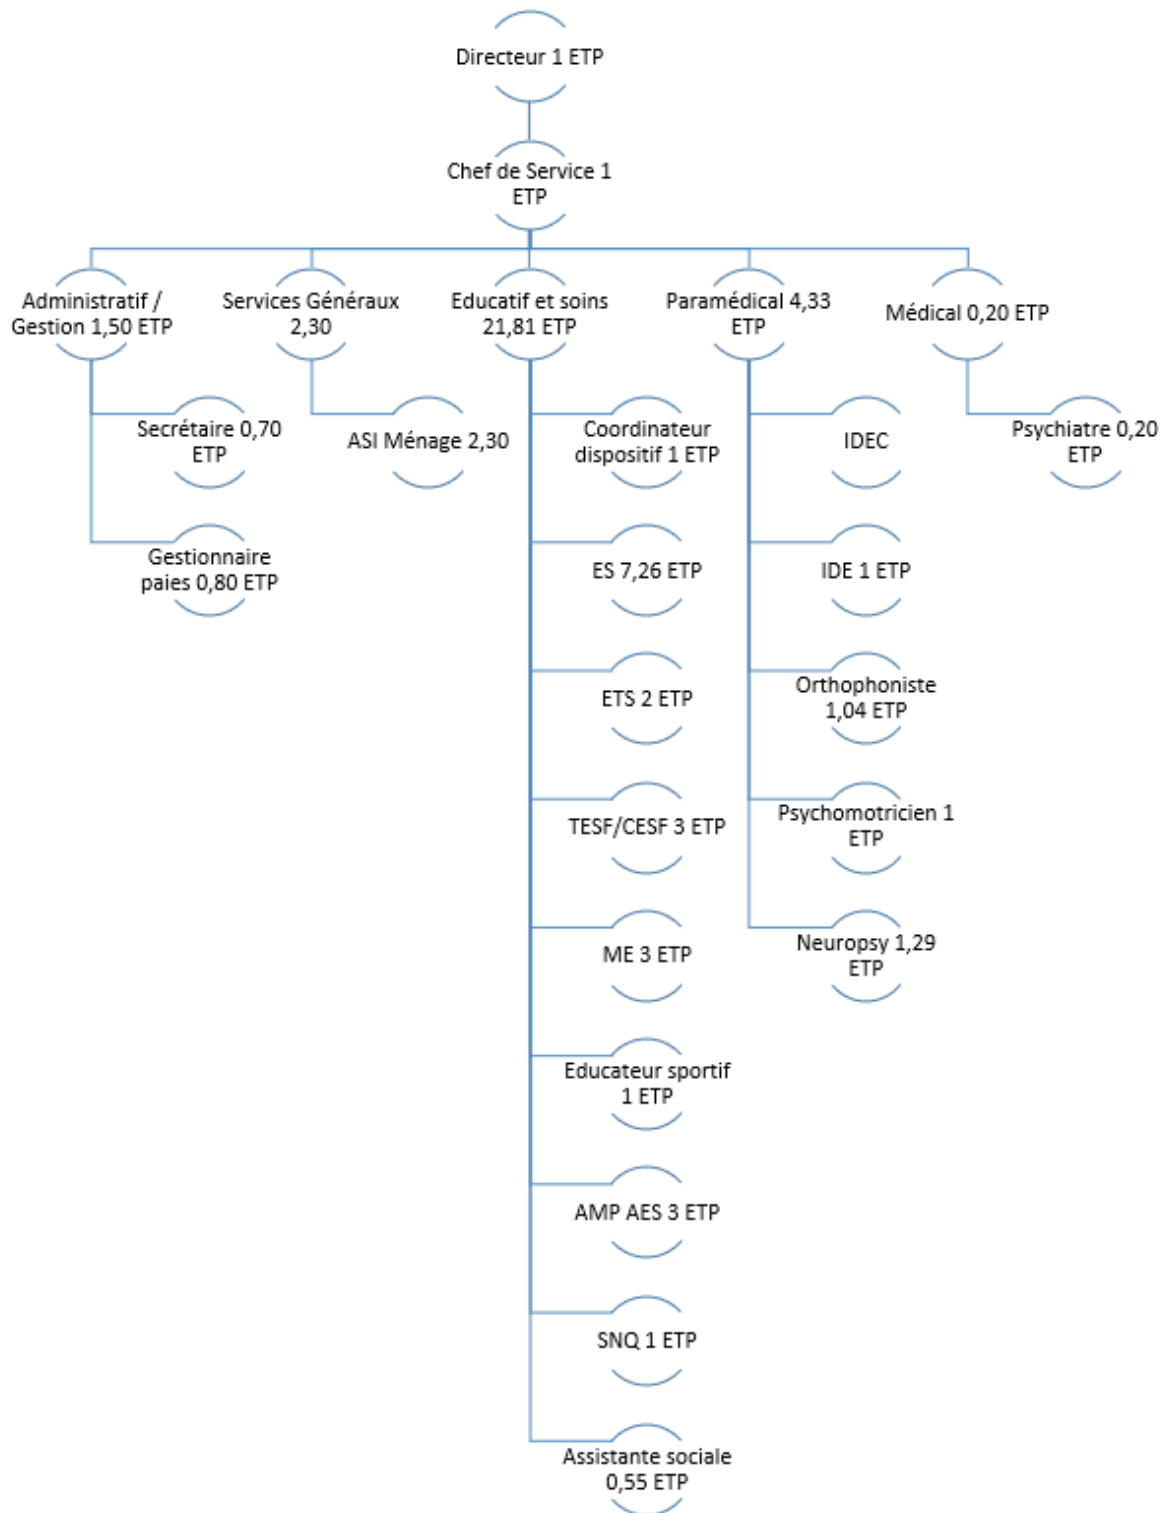 Directeur 1 ETP
Chef de Service 1
ETP
Administratif /
Gestion 1,50 ETP
Services Généraux
2,30
Educatif et soins
21,81 ETP
Paramédical 4,33
ETP
Médical 0,20 ETP
Secrétaire 0,70
ETP
Gestionnaire
paies 0,80 ETP
ASI Ménage 2,30
Coordinateur
dispositif 1 ETP
ES 7,26 ETP
ETS 2 ETP
TESF/CESF 3 ETP
ME 3 ETP
Educateur sportif
1 ETP
AMP AES 3 ETP
SNQ 1 ETP
Assistante sociale
0,55 ETP
IDEC
IDE 1 ETP
Orthophoniste
1,04 ETP
Psychomotricien 1
ETP
Neuropsy 1,29
ETP
Psychiatre 0,20
ETP